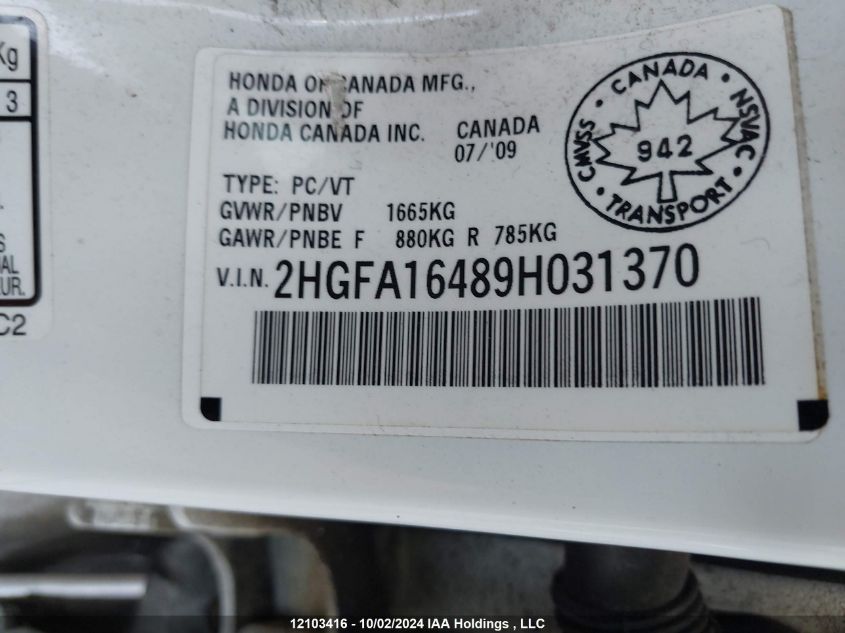 Kg
3
S
AL
EUR.
C2
HONDA OF CANADA MFG.,
A DIVISION OF
HONDA CANADA INC. CANADA
07/'09
TYPE: PC/VT
GVWR/PNBV 1665KG
GAWR/PNBE F 880KG R 785KG
V.I.N. 2HGFA16489H031370
CANADA
NSVAC
942
CMVSS
TRANSPORT
12103416 - 10/02/2024 IAA Holdings , LLC